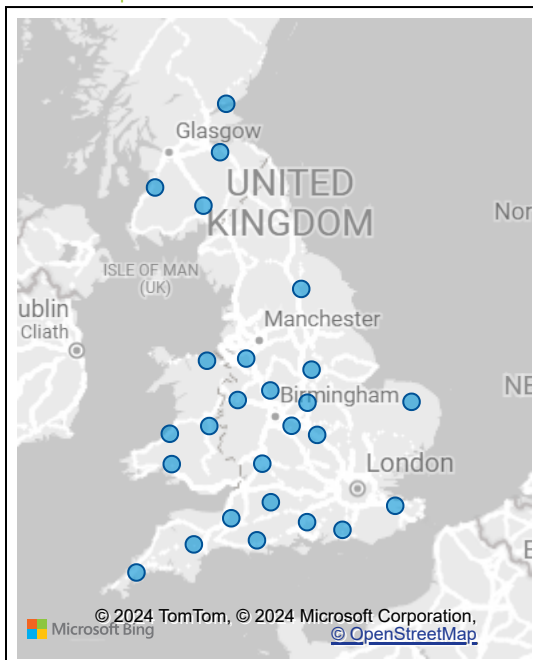 Glasgow
UNITED
KINGDOM
Nor
ISLE OF MAN
(UK)
ublin
Cliath
Manchester
NE
Birmingham
London
E
© 2024 TomTom, © 2024 Microsoft Corporation,
Microsoft Bing
© OpenStreetMap